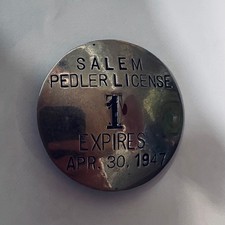 SALEM
PEDLER LICENSE
1
EXPIRES
APR. 30, 1947